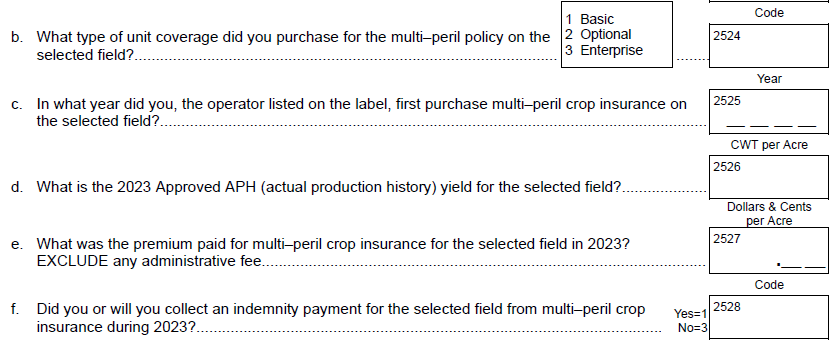 Code
1 Basic
b. What type of unit coverage did you purchase for the multi–peril policy on the 2 Optional 2524
selected field?.......... 3 Enterprise
Year
c. In what year did you, the operator listed on the label, first purchase multi–peril crop insurance on 2525
the selected field?.......... __ __ __ __
CWT per Acre
2526
d. What is the 2023 Approved APH (actual production history) yield for the selected field?..........
Dollars & Cents
per Acre
e. What was the premium paid for multi–peril crop insurance for the selected field in 2023? 2527
EXCLUDE any administrative fee.......... .__ __
Code
f. Did you or will you collect an indemnity payment for the selected field from multi–peril crop Yes=1 2528
insurance during 2023?.......... No=3